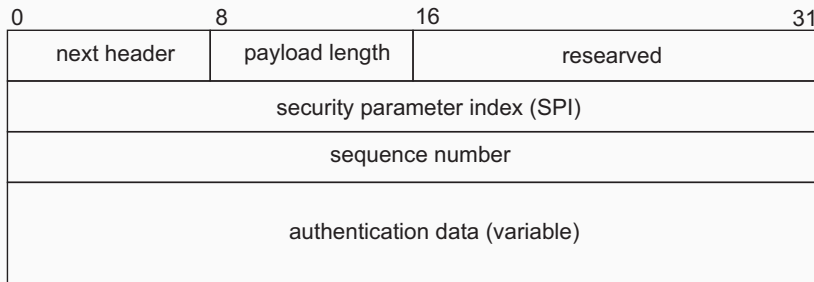 0 8 16 31
next header payload length researved
security parameter index (SPI)
sequence number
authentication data (variable)